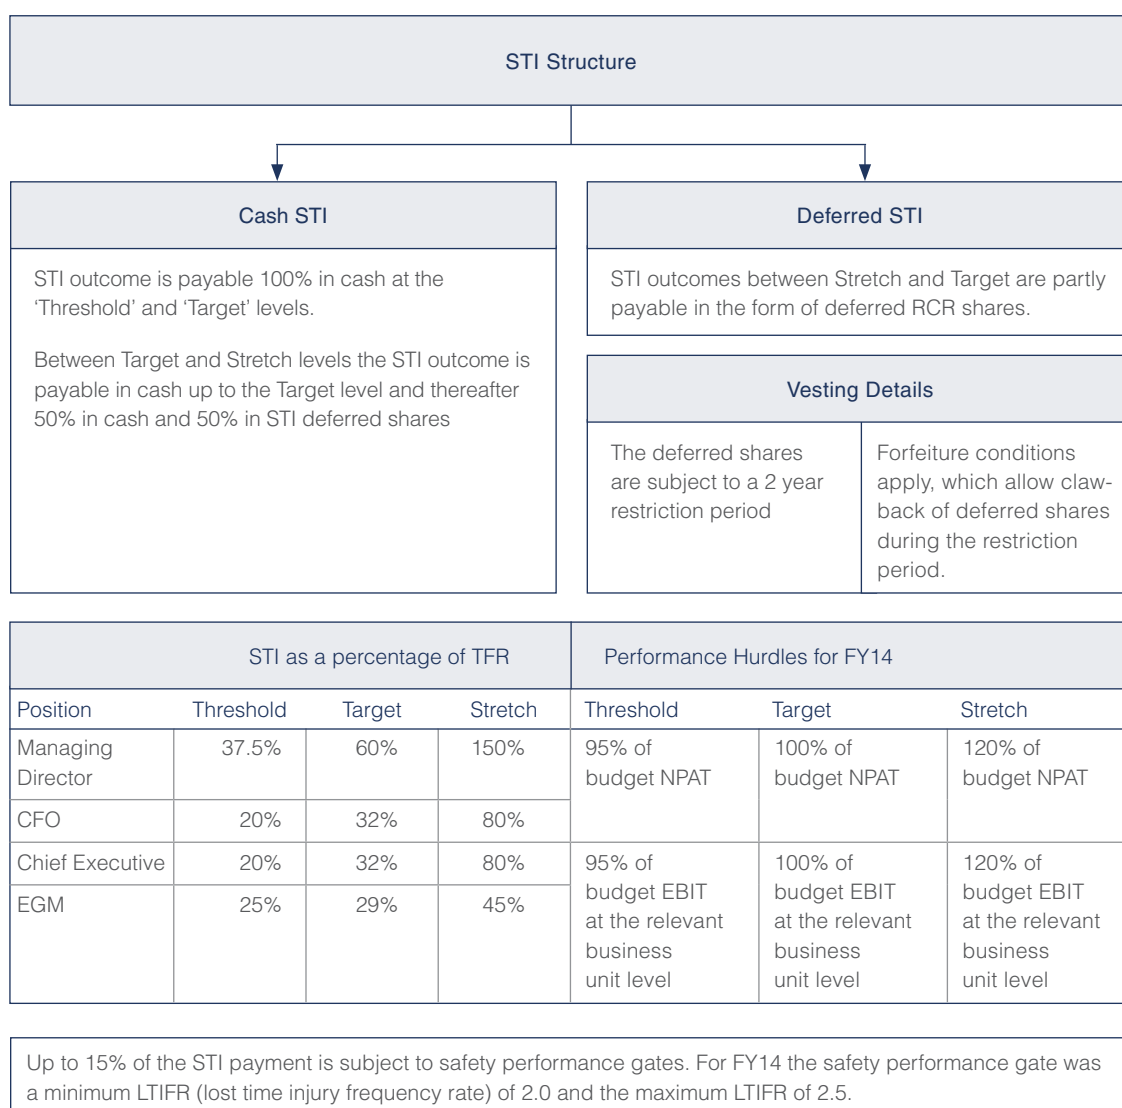 STI Structure
Cash STI
STI outcome is payable 100% in cash at the
‘Threshold’ and ‘Target’ levels.
Between Target and Stretch levels the STI outcome is
payable in cash up to the Target level and thereafter
50% in cash and 50% in STI deferred shares
Deferred STI
STI outcomes between Stretch and Target are partly
payable in the form of deferred RCR shares.
Vesting Details
The deferred shares
are subject to a 2 year
restriction period
Forfeiture conditions
apply, which allow claw-
back of deferred shares
during the restriction
period.
STI as a percentage of TFR Performance Hurdles for FY14
Position Threshold Target Stretch Threshold Target Stretch
Managing 37.5% 60% 150% 95% of 100% of 120% of
Director budget NPAT budget NPAT budget NPAT
CFO 20% 32% 80%
Chief Executive 20% 32% 80% 95% of 100% of 120% of
budget EBIT budget EBIT budget EBIT
EGM 25% 29% 45%
at the relevant at the relevant at the relevant
business business business
unit level unit level unit level
Up to 15% of the STI payment is subject to safety performance gates. For FY14 the safety performance gate was
a minimum LTIFR (lost time injury frequency rate) of 2.0 and the maximum LTIFR of 2.5.